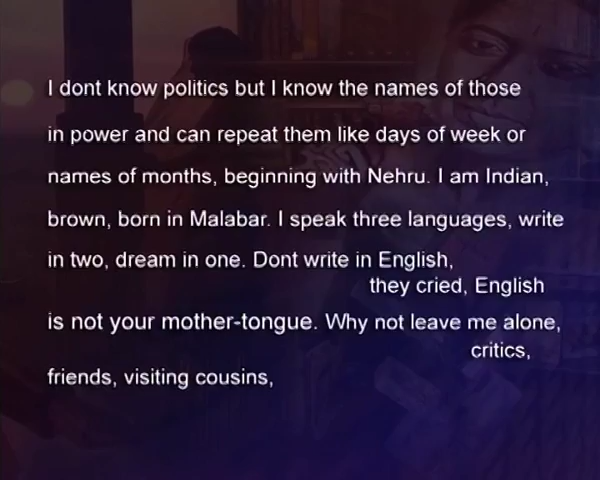 I dont know politics but I know the names of those
in power and can repeat them like days of week or
names of months, beginning with Nehru. I am Indian,
brown, born in Malabar. I speak three languages, write
in two, dream in one. Dont write in English,
they cried, English
is not your mother-tongue. Why not leave me alone,
critics,
friends, visiting cousins,